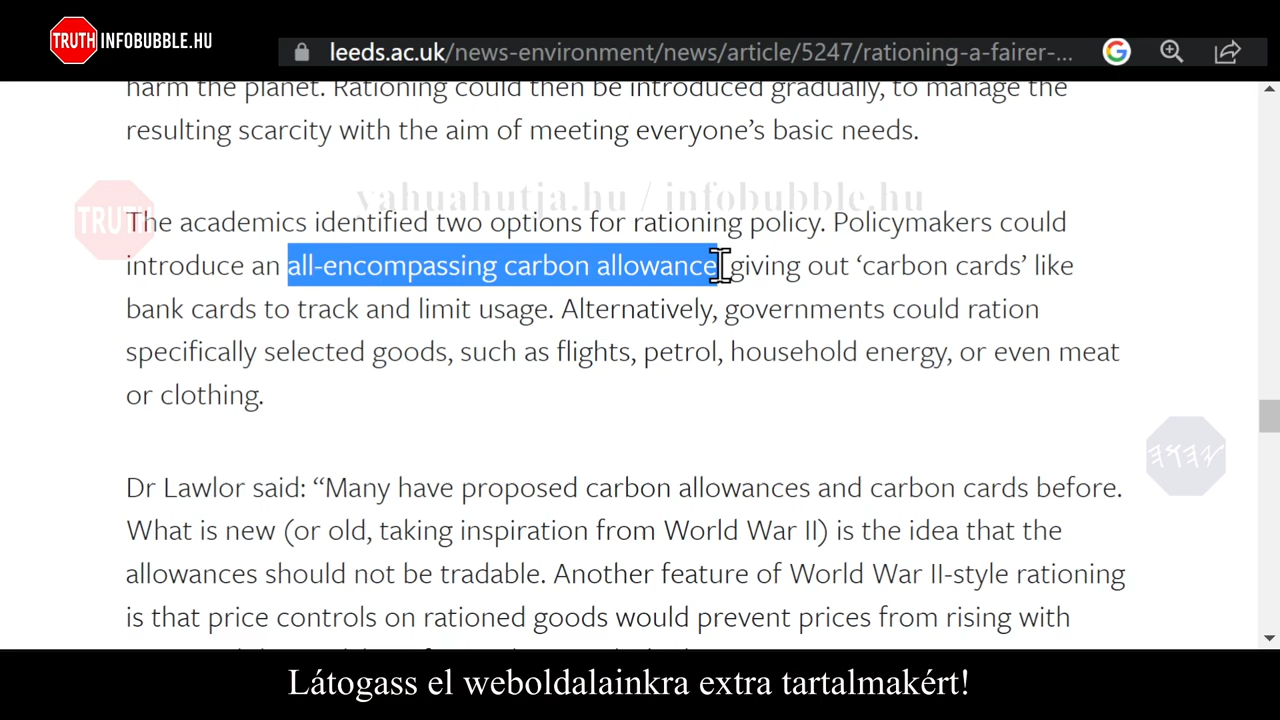 TRUTH INFOBUBBLE.HU
leeds.ac.uk/news-environment/news/article/5247/rationing-a-fairer-...
harm the planet. Rationing could then be introduced gradually, to manage the
resulting scarcity with the aim of meeting everyone’s basic needs.
yahuahutja.hu / infobubble.hu
TRUTH
The academics identified two options for rationing policy. Policymakers could
introduce an all-encompassing carbon allowance, giving out ‘carbon cards’ like
bank cards to track and limit usage. Alternatively, governments could ration
specifically selected goods, such as flights, petrol, household energy, or even meat
or clothing.
𐤄𐤅𐤄𐤉
Dr Lawlor said: “Many have proposed carbon allowances and carbon cards before.
What is new (or old, taking inspiration from World War II) is the idea that the
allowances should not be tradable. Another feature of World War II-style rationing
is that price controls on rationed goods would prevent prices from rising with
Látogass el weboldalainkra extra tartalmakért!